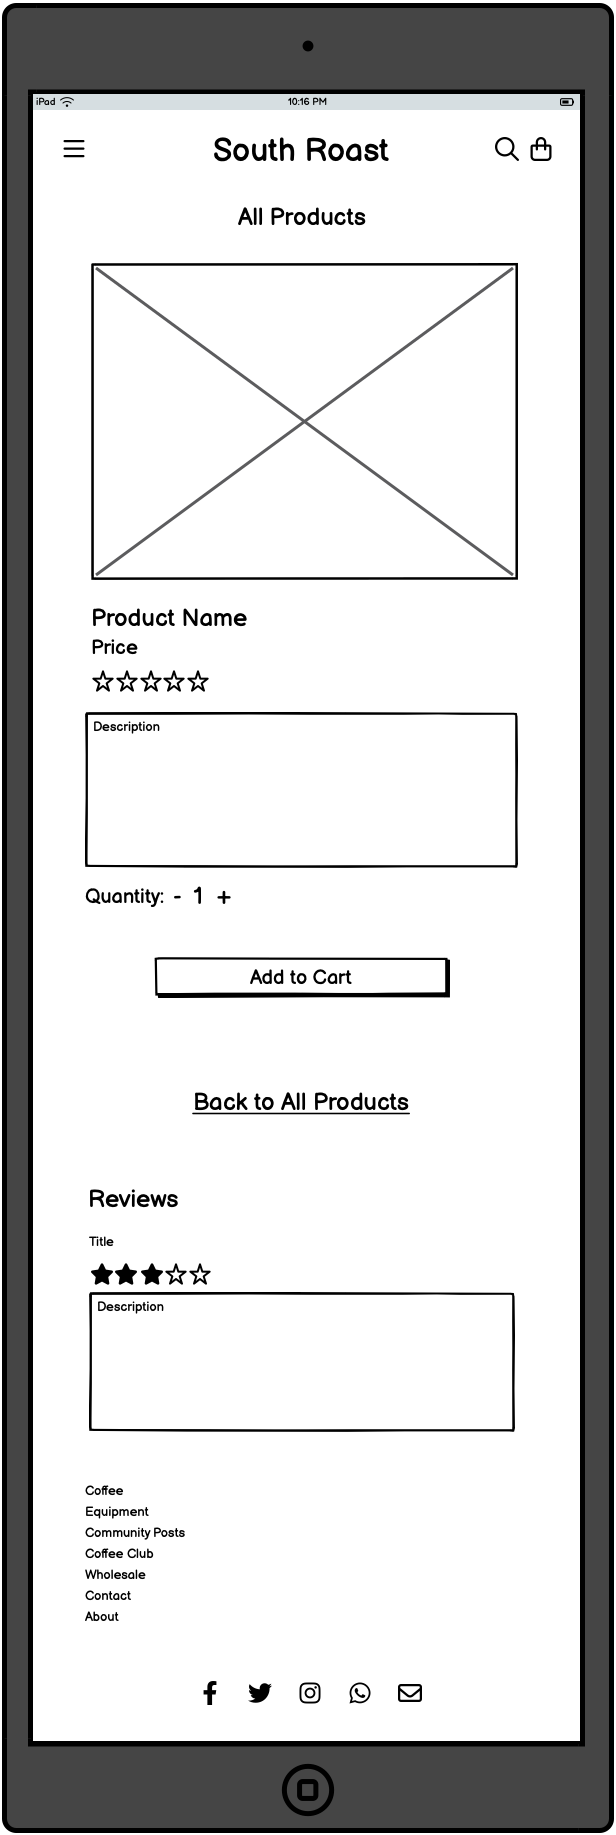 iPad 10:16 PM
South Roast
All Products
Product Name
Price
Description
Quantity: - 1 +
Add to Cart
Back to All Products
Reviews
Title
Description
Coffee
Equipment
Community Posts
Coffee Club
Wholesale
Contact
About